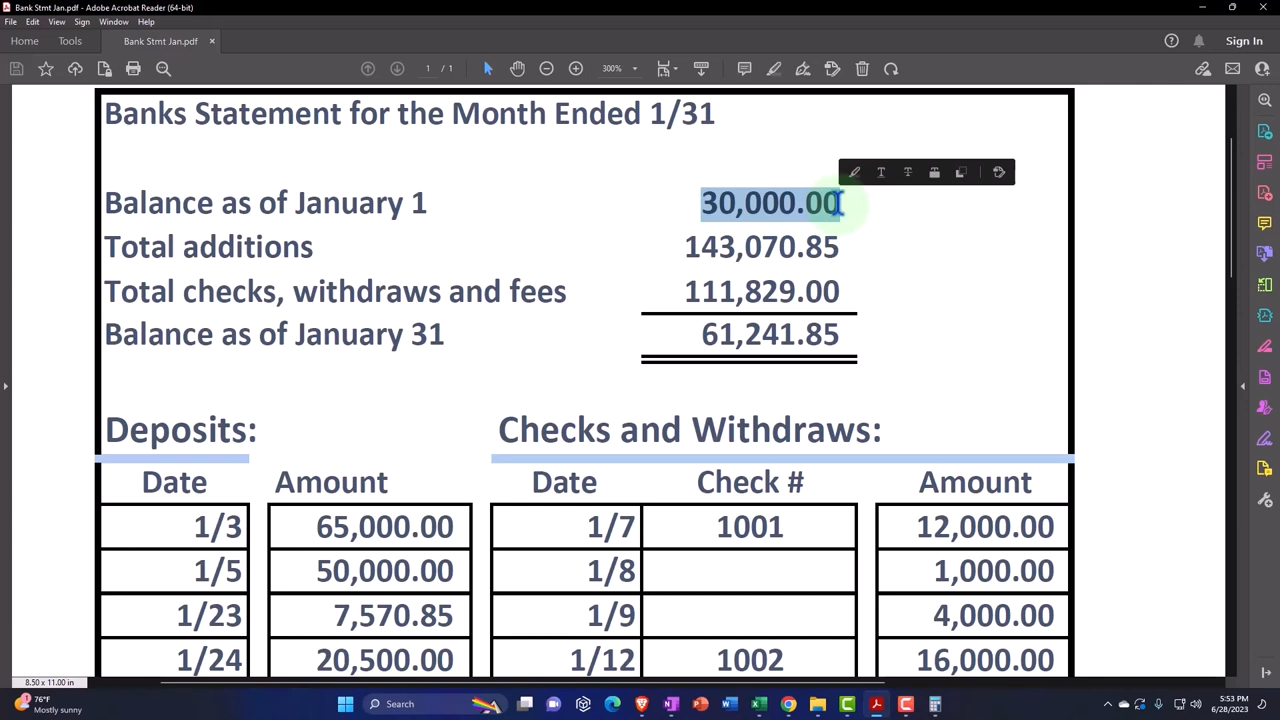 Bank Stmt Jan.pdf - Adobe Acrobat Reader (64-bit)
File Edit View Sign Window Help
Home Tools Bank Stmt Jan.pdf × Sign In
1 / 1 300%
Banks Statement for the Month Ended 1/31
Balance as of January 1 30,000.00
Total additions 143,070.85
Total checks, withdraws and fees 111,829.00
Balance as of January 31 61,241.85
Deposits: Checks and Withdraws:
Date Amount Date Check # Amount
1/3 65,000.00 1/7 1001 12,000.00
1/5 50,000.00 1/8 1,000.00
1/23 7,570.85 1/9 4,000.00
1/24 20,500.00 1/12 1002 16,000.00
8.50 x 11.00 in
76°F
Mostly sunny
Search
5:53 PM
6/28/2023